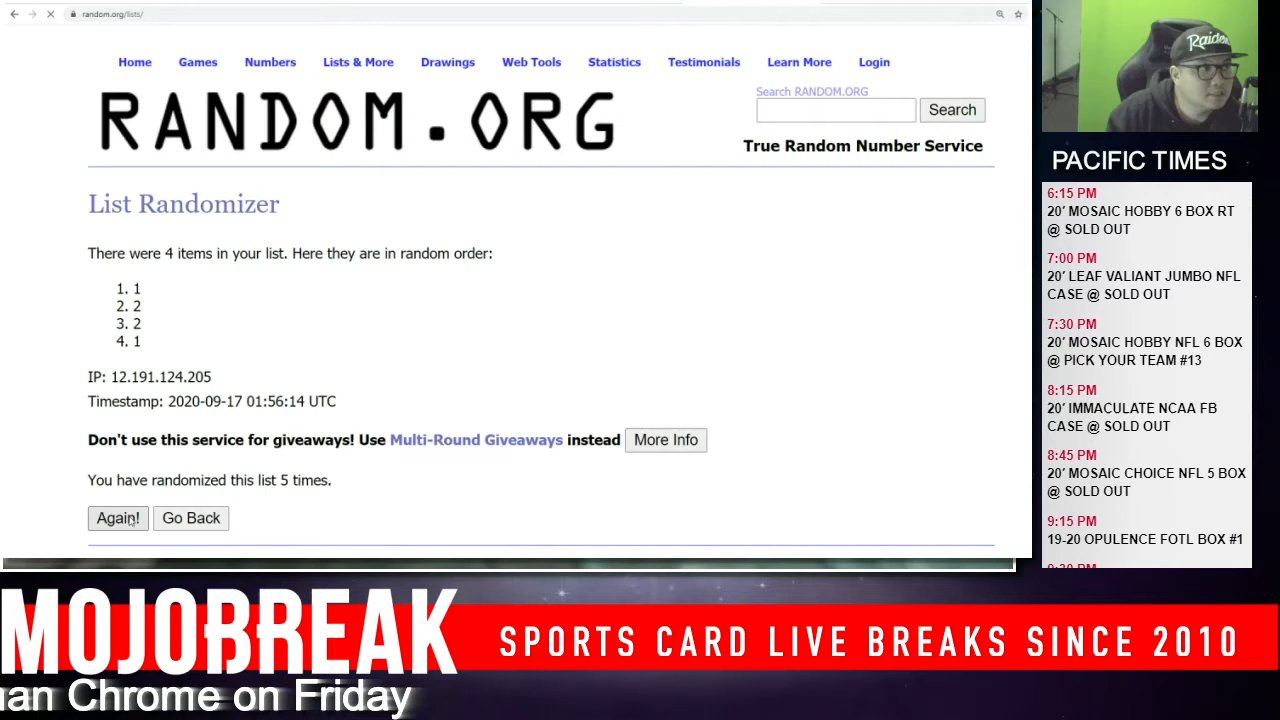 random.org/lists/
Home Games Numbers Lists & More Drawings Web Tools Statistics Testimonials Learn More Login
RANDOM.ORG
Search RANDOM.ORG
Search
True Random Number Service
List Randomizer
There were 4 items in your list. Here they are in random order:
1. 1
2. 2
3. 2
4. 1
IP: 12.191.124.205
Timestamp: 2020-09-17 01:56:14 UTC
Don't use this service for giveaways! Use Multi-Round Giveaways instead More Info
You have randomized this list 5 times.
Again! Go Back
Raiders
PACIFIC TIMES
6:15 PM
20' MOSAIC HOBBY 6 BOX RT
@ SOLD OUT
7:00 PM
20' LEAF VALIANT JUMBO NFL
CASE @ SOLD OUT
7:30 PM
20' MOSAIC HOBBY NFL 6 BOX
@ PICK YOUR TEAM #13
8:15 PM
20' IMMACULATE NCAA FB
CASE @ SOLD OUT
8:45 PM
20' MOSAIC CHOICE NFL 5 BOX
@ SOLD OUT
9:15 PM
19-20 OPULENCE FOTL BOX #1
9:30 PM
MOJOBREAK
SPORTS CARD LIVE BREAKS SINCE 2010
Chrome on Friday